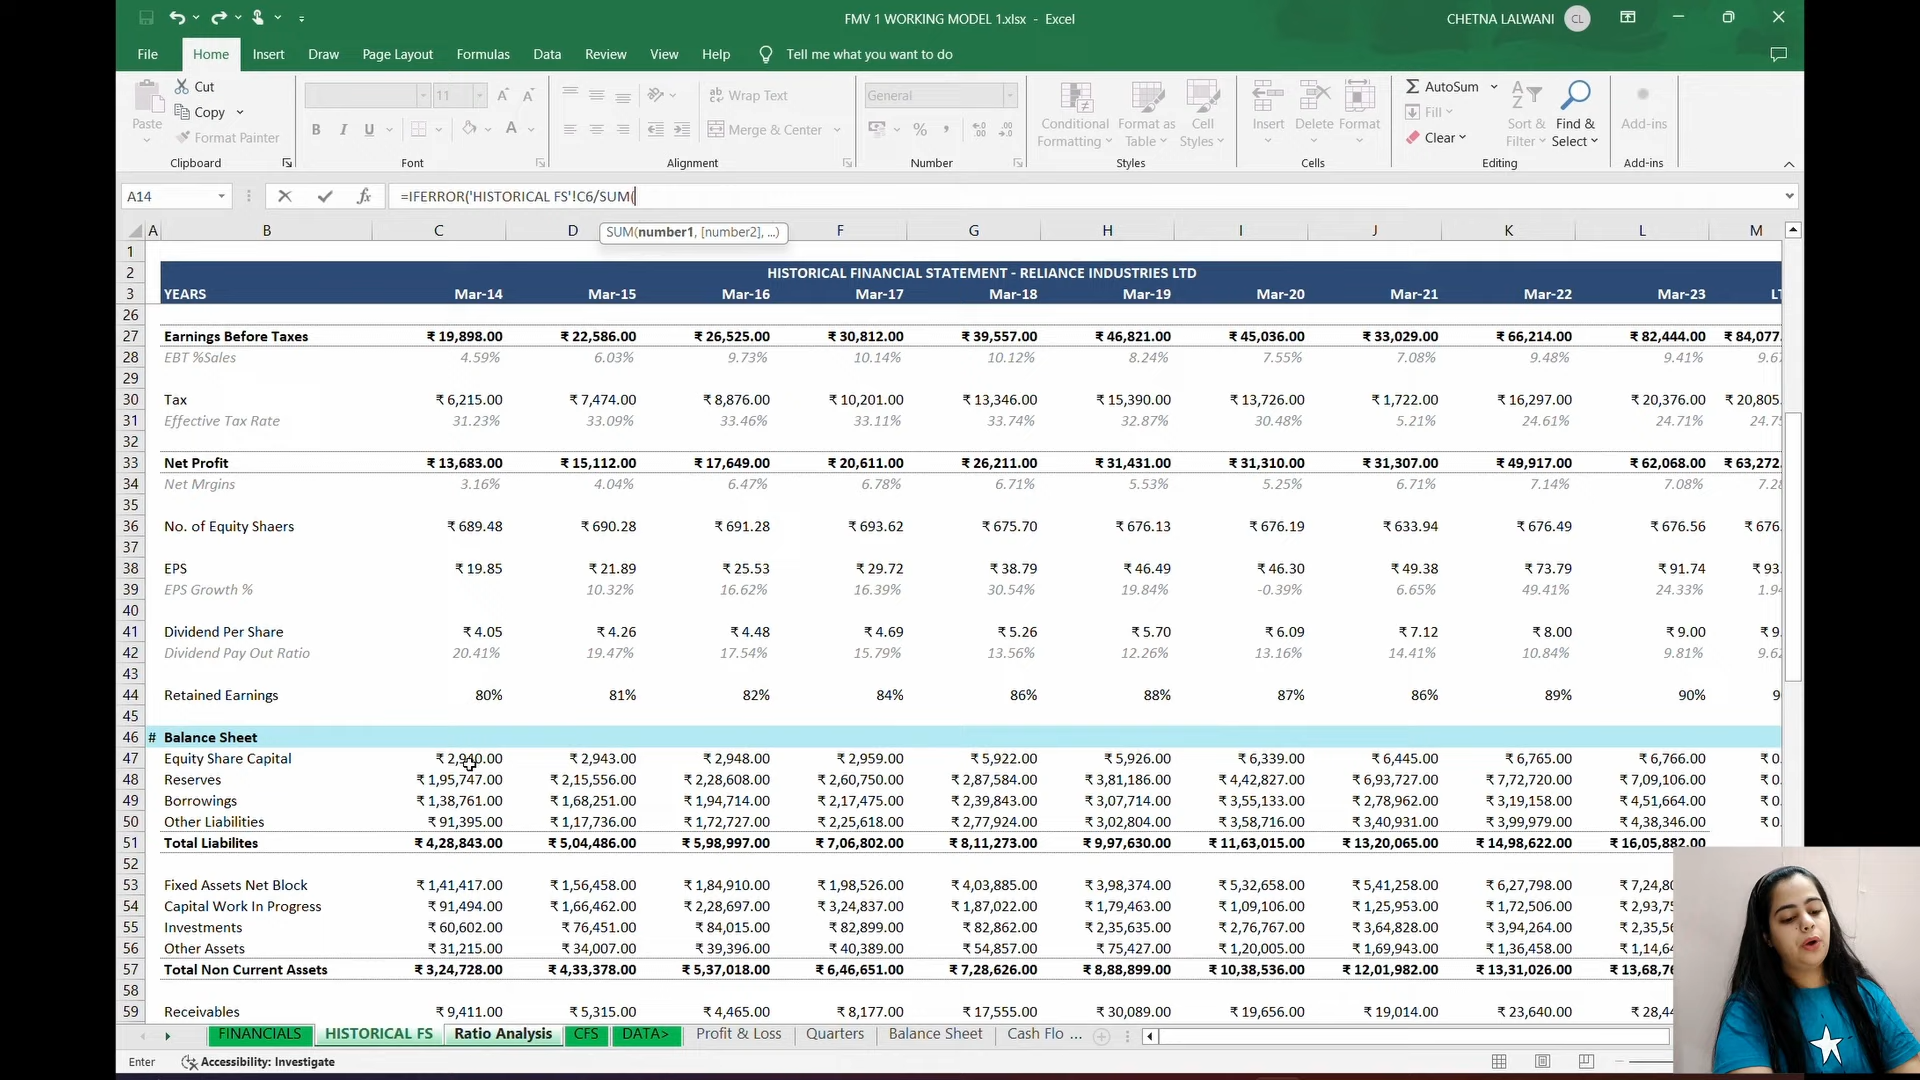 FMV 1 WORKING MODEL 1.xlsx - Excel
CHETNA LALWANI CL
File Home Insert Draw Page Layout Formulas Data Review View Help Tell me what you want to do
Paste
Cut
Copy
Format Painter
Clipboard
11
B I U
Font
Wrap Text
Merge & Center
Alignment
General
%
Number
Conditional Formatting
Format as Table
Cell Styles
Styles
Insert Delete Format
Cells
AutoSum
Fill
Clear
Sort & Filter
Find & Select
Editing
Add-ins
Add-ins
A14 fx =IFERROR('HISTORICAL FS'!C6/SUM(
SUM(number1, [number2], ...)
A B C D F G H I J K L M
1
2 HISTORICAL FINANCIAL STATEMENT - RELIANCE INDUSTRIES LTD
3 YEARS Mar-14 Mar-15 Mar-16 Mar-17 Mar-18 Mar-19 Mar-20 Mar-21 Mar-22 Mar-23
26
27 Earnings Before Taxes ₹ 19,898.00 ₹ 22,586.00 ₹ 26,525.00 ₹ 30,812.00 ₹ 39,557.00 ₹ 46,821.00 ₹ 45,036.00 ₹ 33,029.00 ₹ 66,214.00 ₹ 82,444.00 ₹ 84,077.
28 EBT %Sales 4.59% 6.03% 9.73% 10.14% 10.12% 8.24% 7.55% 7.08% 9.48% 9.41% 9.6
29
30 Tax ₹ 6,215.00 ₹ 7,474.00 ₹ 8,876.00 ₹ 10,201.00 ₹ 13,346.00 ₹ 15,390.00 ₹ 13,726.00 ₹ 1,722.00 ₹ 16,297.00 ₹ 20,376.00 ₹ 20,805.
31 Effective Tax Rate 31.23% 33.09% 33.46% 33.11% 33.74% 32.87% 30.48% 5.21% 24.61% 24.71% 24.7
32
33 Net Profit ₹ 13,683.00 ₹ 15,112.00 ₹ 17,649.00 ₹ 20,611.00 ₹ 26,211.00 ₹ 31,431.00 ₹ 31,310.00 ₹ 31,307.00 ₹ 49,917.00 ₹ 62,068.00 ₹ 63,272.
34 Net Mrgins 3.16% 4.04% 6.47% 6.78% 6.71% 5.53% 5.25% 6.71% 7.14% 7.08% 7.2
35
36 No. of Equity Shaers ₹ 689.48 ₹ 690.28 ₹ 691.28 ₹ 693.62 ₹ 675.70 ₹ 676.13 ₹ 676.19 ₹ 633.94 ₹ 676.49 ₹ 676.56 ₹ 676.
37
38 EPS ₹ 19.85 ₹ 21.89 ₹ 25.53 ₹ 29.72 ₹ 38.79 ₹ 46.49 ₹ 46.30 ₹ 49.38 ₹ 73.79 ₹ 91.74 ₹ 93.
39 EPS Growth % 10.32% 16.62% 16.39% 30.54% 19.84% -0.39% 6.65% 49.41% 24.33% 1.9
40
41 Dividend Per Share ₹ 4.05 ₹ 4.26 ₹ 4.48 ₹ 4.69 ₹ 5.26 ₹ 5.70 ₹ 6.09 ₹ 7.12 ₹ 8.00 ₹ 9.00 ₹ 9.
42 Dividend Pay Out Ratio 20.41% 19.47% 17.54% 15.79% 13.56% 12.26% 13.16% 14.41% 10.84% 9.81% 9.6
43
44 Retained Earnings 80% 81% 82% 84% 86% 88% 87% 86% 89% 90% 9
45
46 # Balance Sheet
47 Equity Share Capital ₹ 2,940.00 ₹ 2,943.00 ₹ 2,948.00 ₹ 2,959.00 ₹ 5,922.00 ₹ 5,926.00 ₹ 6,339.00 ₹ 6,445.00 ₹ 6,765.00 ₹ 6,766.00 ₹ 0.
48 Reserves ₹ 1,95,747.00 ₹ 2,15,556.00 ₹ 2,28,608.00 ₹ 2,60,750.00 ₹ 2,87,584.00 ₹ 3,81,186.00 ₹ 4,42,827.00 ₹ 6,93,727.00 ₹ 7,72,720.00 ₹ 7,09,106.00 ₹ 0.
49 Borrowings ₹ 1,38,761.00 ₹ 1,68,251.00 ₹ 1,94,714.00 ₹ 2,17,475.00 ₹ 2,39,843.00 ₹ 3,07,714.00 ₹ 3,55,133.00 ₹ 2,78,962.00 ₹ 3,19,158.00 ₹ 4,51,664.00 ₹ 0.
50 Other Liabilities ₹ 91,395.00 ₹ 1,17,736.00 ₹ 1,72,727.00 ₹ 2,25,618.00 ₹ 2,77,924.00 ₹ 3,02,804.00 ₹ 3,58,716.00 ₹ 3,40,931.00 ₹ 3,99,979.00 ₹ 4,38,346.00 ₹ 0.
51 Total Liabilites ₹ 4,28,843.00 ₹ 5,04,486.00 ₹ 5,98,997.00 ₹ 7,06,802.00 ₹ 8,11,273.00 ₹ 9,97,630.00 ₹ 11,63,015.00 ₹ 13,20,065.00 ₹ 14,98,622.00 ₹ 16,05,882.00
52
53 Fixed Assets Net Block ₹ 1,41,417.00 ₹ 1,56,458.00 ₹ 1,84,910.00 ₹ 1,98,526.00 ₹ 4,03,885.00 ₹ 3,98,374.00 ₹ 5,32,658.00 ₹ 5,41,258.00 ₹ 6,27,798.00 ₹ 7,24,80
54 Capital Work In Progress ₹ 91,494.00 ₹ 1,66,462.00 ₹ 2,28,697.00 ₹ 3,24,837.00 ₹ 1,87,022.00 ₹ 1,79,463.00 ₹ 1,09,106.00 ₹ 1,25,953.00 ₹ 1,72,506.00 ₹ 2,93,7
55 Investments ₹ 60,602.00 ₹ 76,451.00 ₹ 84,015.00 ₹ 82,899.00 ₹ 82,862.00 ₹ 2,35,635.00 ₹ 2,76,767.00 ₹ 3,64,828.00 ₹ 3,94,264.00 ₹ 2,35,56
56 Other Assets ₹ 31,215.00 ₹ 34,007.00 ₹ 39,396.00 ₹ 40,389.00 ₹ 54,857.00 ₹ 75,427.00 ₹ 1,20,005.00 ₹ 1,69,943.00 ₹ 1,36,458.00 ₹ 1,14,6
57 Total Non Current Assets ₹ 3,24,728.00 ₹ 4,33,378.00 ₹ 5,37,018.00 ₹ 6,46,651.00 ₹ 7,28,626.00 ₹ 8,88,899.00 ₹ 10,38,536.00 ₹ 12,01,982.00 ₹ 13,31,026.00 ₹ 13,68,76
58
59 Receivables ₹ 9,411.00 ₹ 5,315.00 ₹ 4,465.00 ₹ 8,177.00 ₹ 17,555.00 ₹ 30,089.00 ₹ 19,656.00 ₹ 19,014.00 ₹ 23,640.00 ₹ 28,4
FINANCIALS HISTORICAL FS Ratio Analysis CFS DATA> Profit & Loss Quarters Balance Sheet Cash Flo ...
Enter Accessibility: Investigate